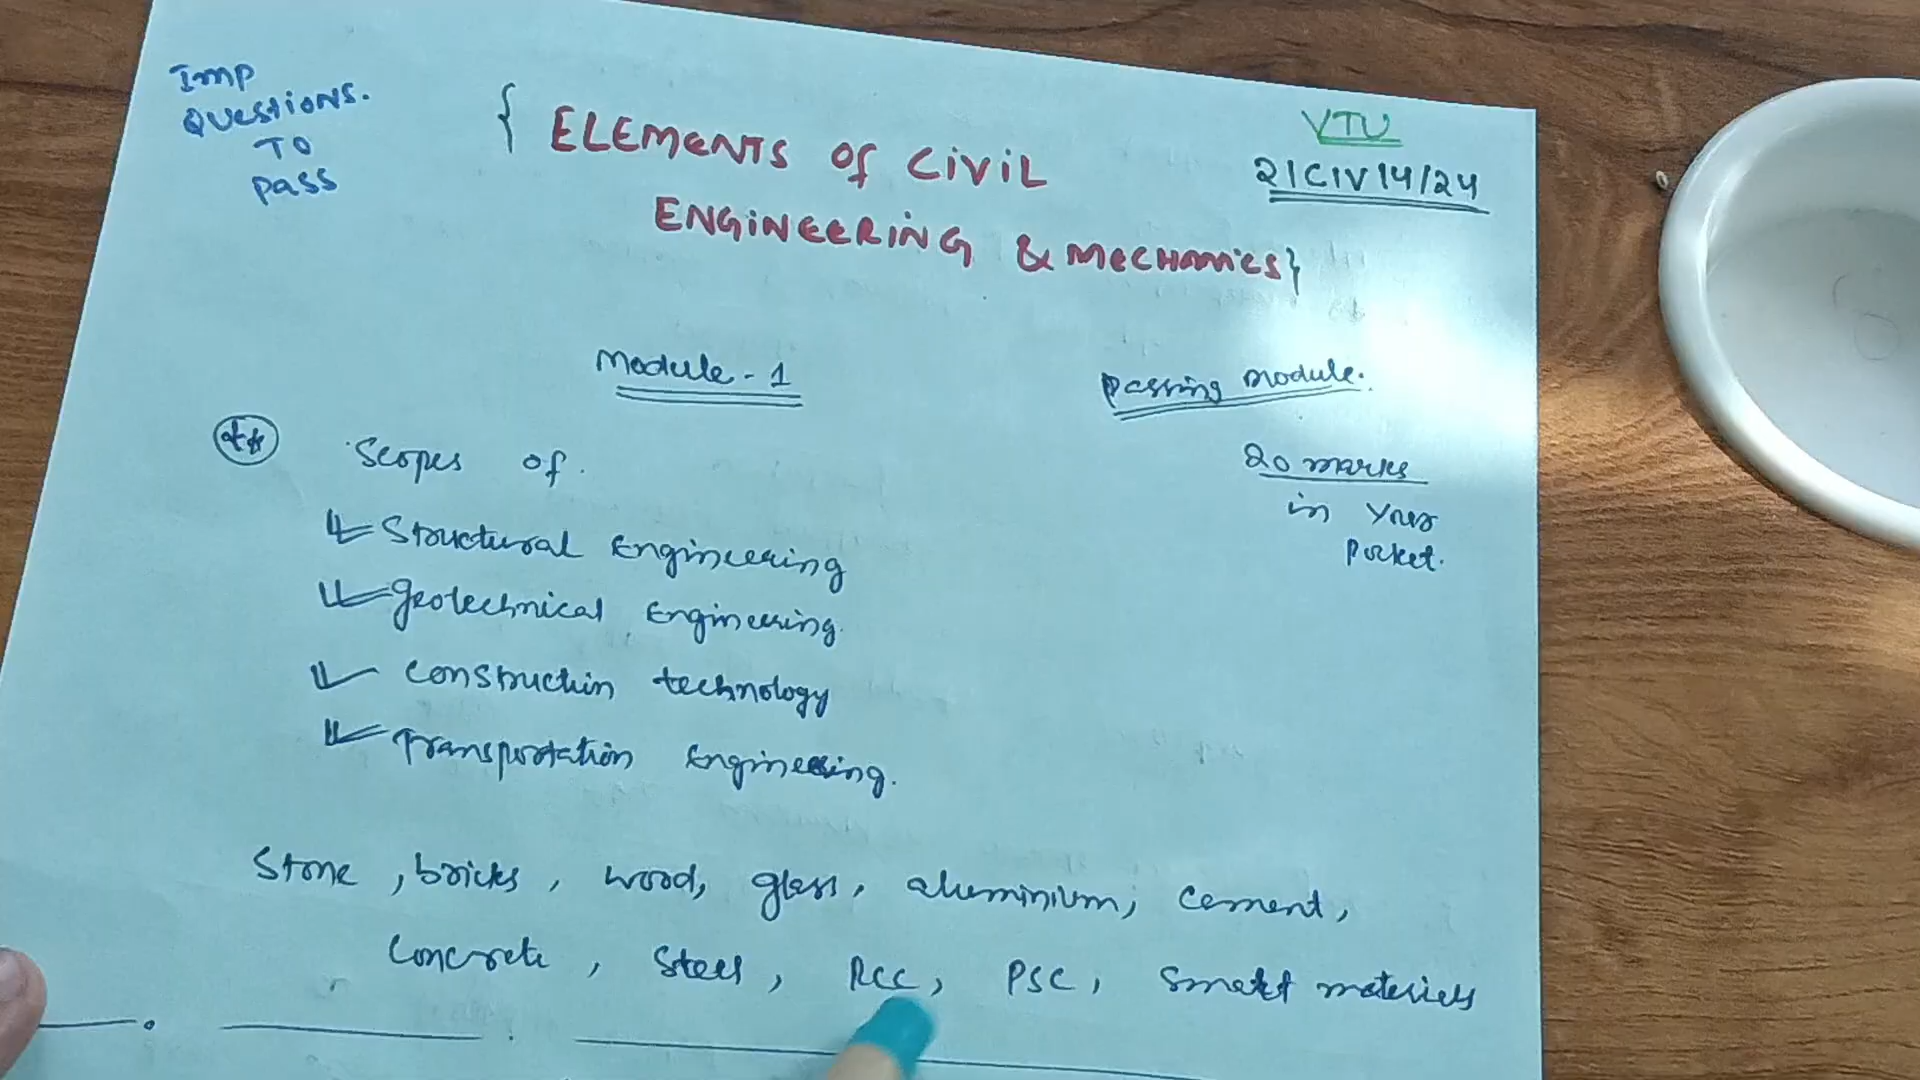 Imp
Questions.
To
pass
{ ELEMENTS Of CiViL
ENGINEERING & MECHANICS}
VTU
21CIV14/24
Module - 1
passing module.
** Scopes of.
Structural Engineering
Geotechnical Engineering.
Construction technology
Transportation Engineering.
20 marks
in your
pocket.
Stone , bricks , wood, glass, aluminium, cement,
Concrete , Steel , RCC, PSC, Smart materials